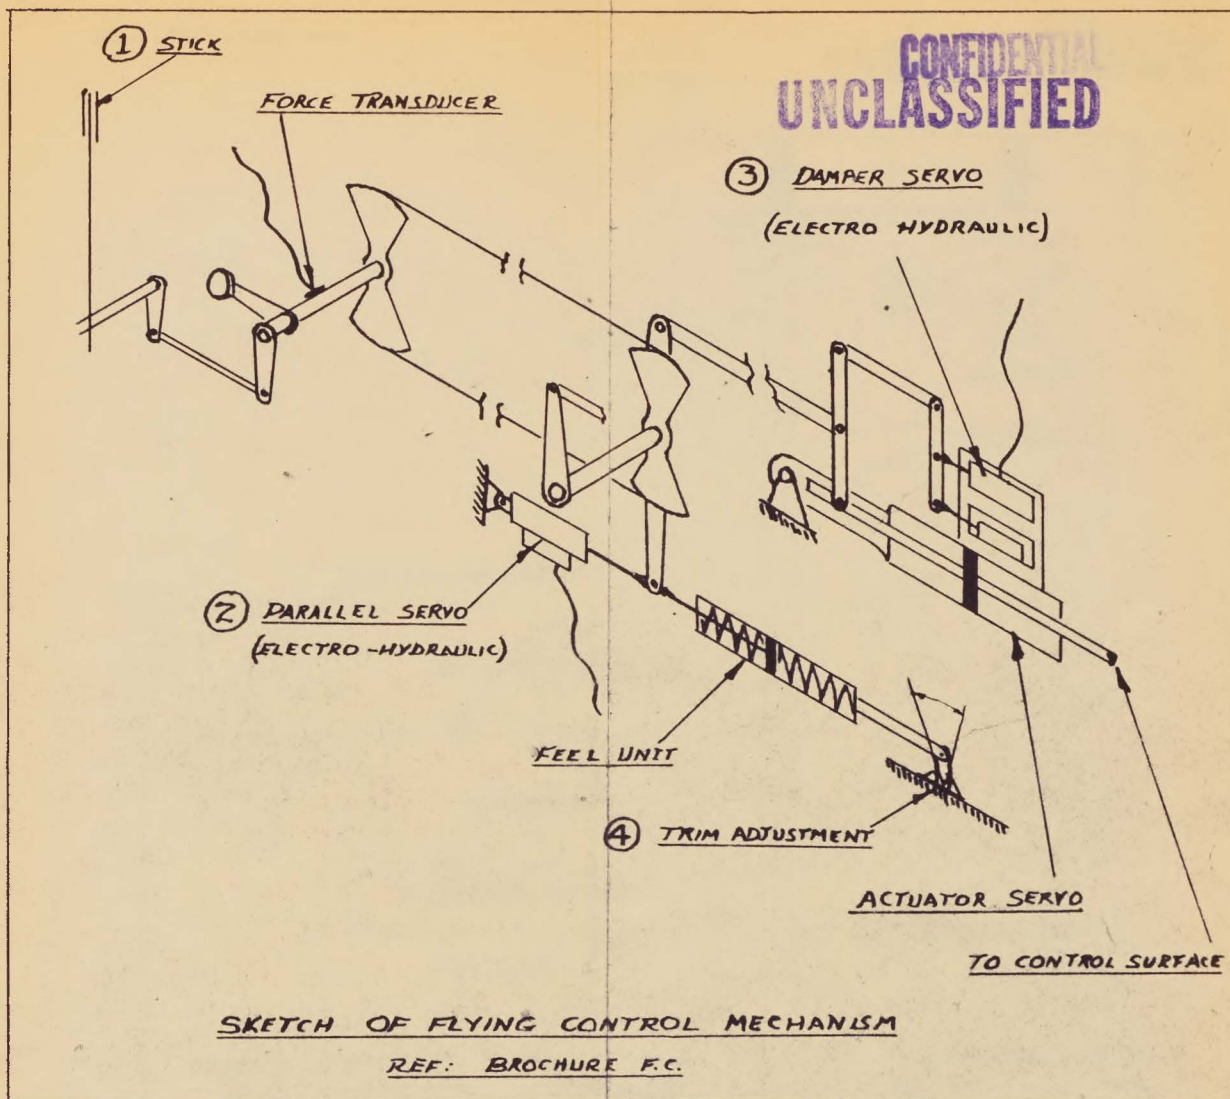 ① STICK
FORCE TRANSDUCER
CONFIDENTIAL
UNCLASSIFIED
③ DAMPER SERVO
(ELECTRO HYDRAULIC)
② PARALLEL SERVO
(ELECTRO-HYDRAULIC)
FEEL UNIT
④ TRIM ADJUSTMENT
ACTUATOR SERVO
TO CONTROL SURFACE
SKETCH OF FLYING CONTROL MECHANISM
REF: BROCHURE F.C.